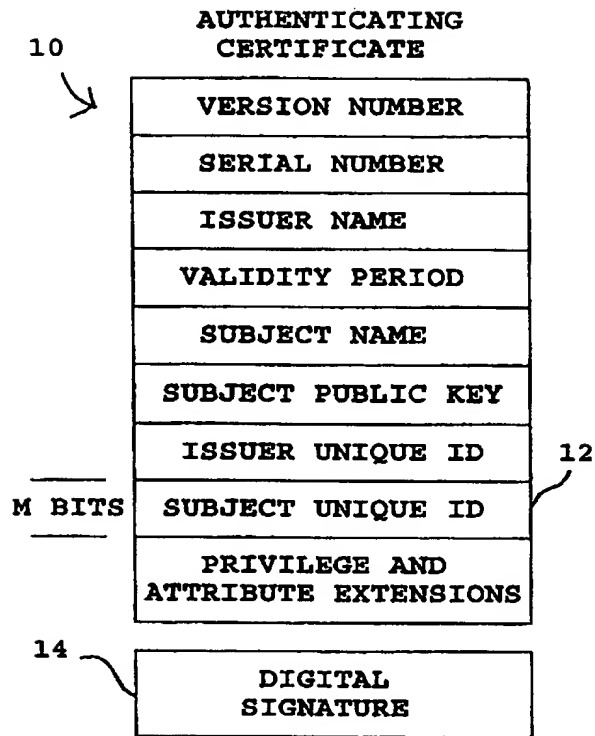 AUTHENTICATING
CERTIFICATE
10
VERSION NUMBER
SERIAL NUMBER
ISSUER NAME
VALIDITY PERIOD
SUBJECT NAME
SUBJECT PUBLIC KEY
ISSUER UNIQUE ID
12
M BITS
SUBJECT UNIQUE ID
PRIVILEGE AND
ATTRIBUTE EXTENSIONS
14
DIGITAL
SIGNATURE